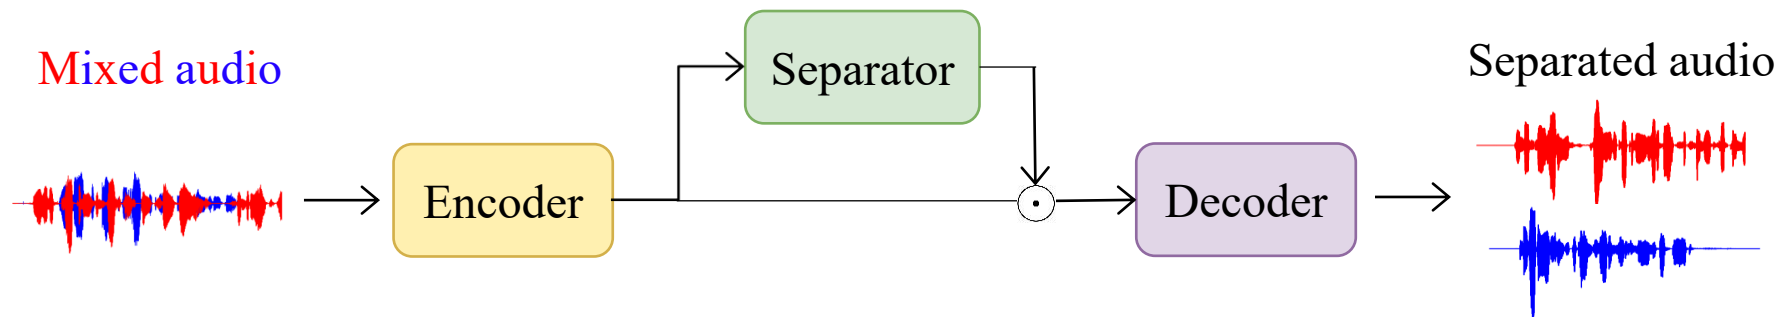 Mixed audio
Encoder
Separator
Decoder
Separated audio